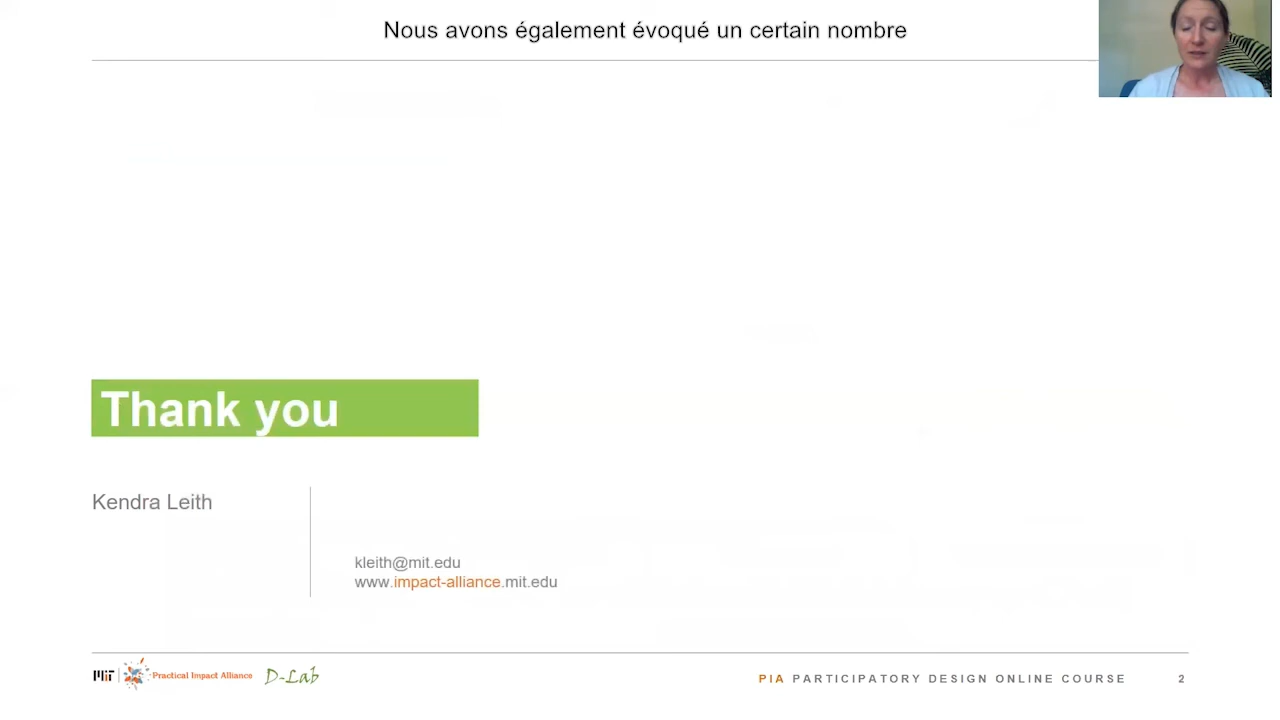 Nous avons également évoqué un certain nombre
Thank you
Kendra Leith
kleith@mit.edu
www.impact-alliance.mit.edu
MIT Practical Impact Alliance D-Lab
PIA PARTICIPATORY DESIGN ONLINE COURSE 2